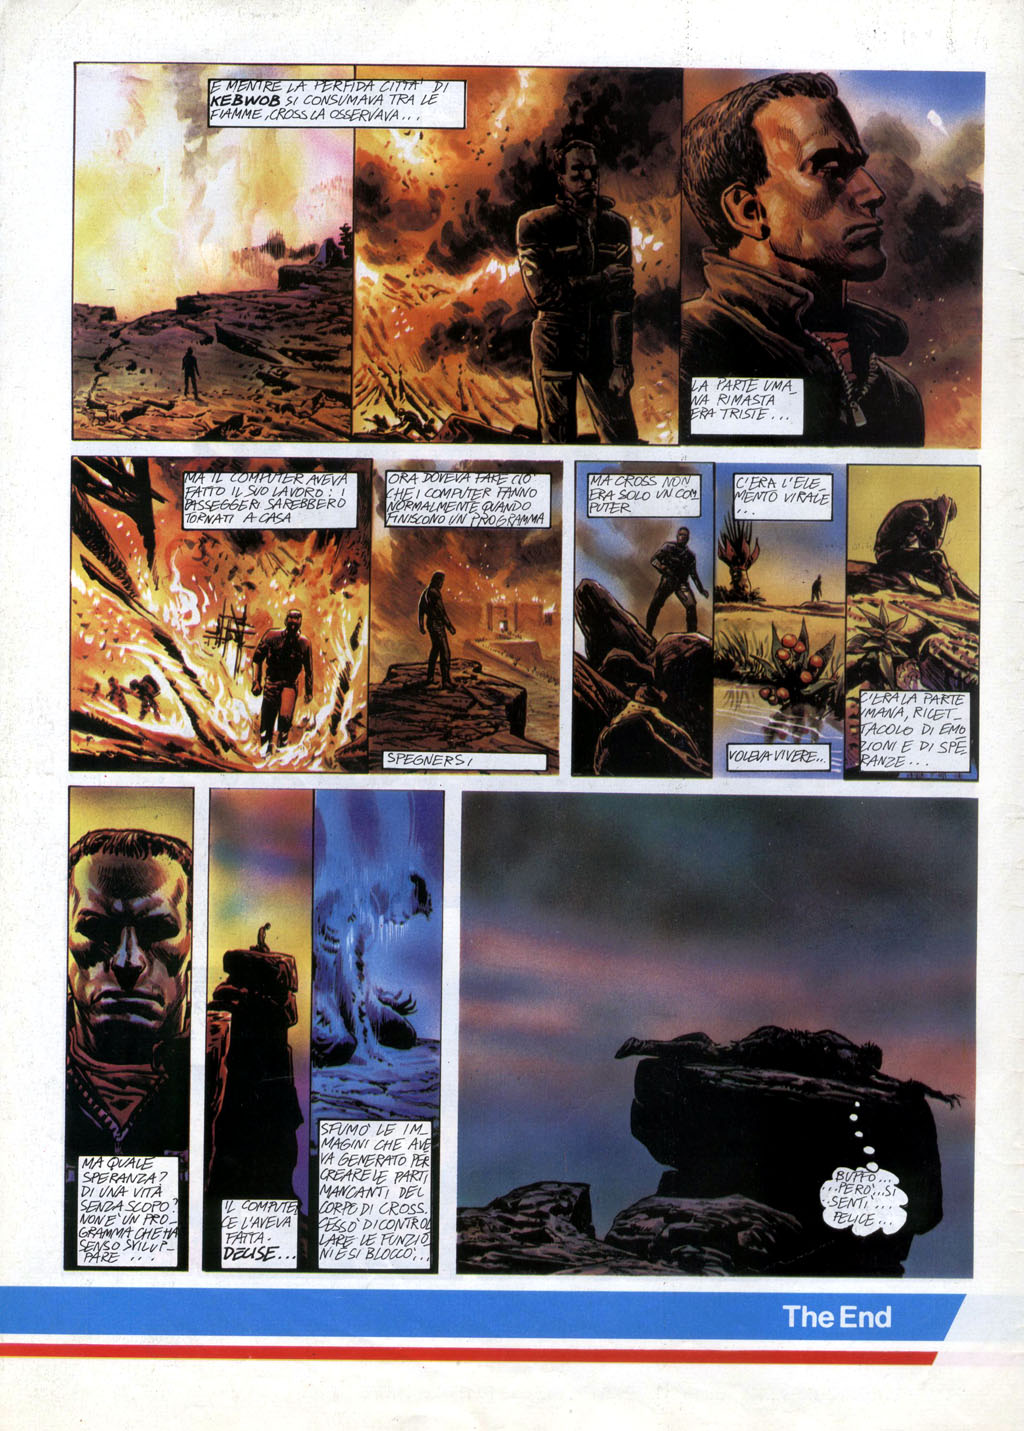 E MENTRE LA PERFIDA CITTA' DI
KEBWOB SI CONSUMAVA TRA LE
FIAMME, CROSS LA OSSERVAVA...
LA PARTE UMA_
NA RIMASTA
ERA TRISTE...
MA IL COMPUTER AVEVA
FATTO IL SUO LAVORO: I
PASSEGGERI SAREBBERO
TORNATI A CASA
ORA DOVEVA FARE CIO'
CHE I COMPUTER FANNO
NORMALMENTE QUANDO
FINISCONO UN PROGRAMMA
SPEGNERSI
MA CROSS NON
ERA SOLO UN COM_
PUTER
C'ERA L'ELE_
MENTO VIRALE
...
VOLEVA VIVERE...
C'ERA LA PARTE
UMANA, RICET_
TACOLO DI EMO_
ZIONI E DI SPE_
RANZE...
MA QUALE
SPERANZA?
DI UNA VITA
SENZA SCOPO?
NON E' UN PRO_
GRAMMA CHE HA
SENSO SVILUP_
PARE...
IL COMPUTER
CE L'AVEVA
FATTA.
DECISE...
SFUMO' LE IM_
MAGINI CHE AVE_
VA GENERATO PER
CREARE LE PARTI
MANCANTI DEL
CORPO DI CROSS.
CESSO' DI CONTROL_
LARE LE FUNZIO_
NI E SI BLOCCO'...
BUFFO...
...PERO'...SI
SENTI'...
FELICE...
The End